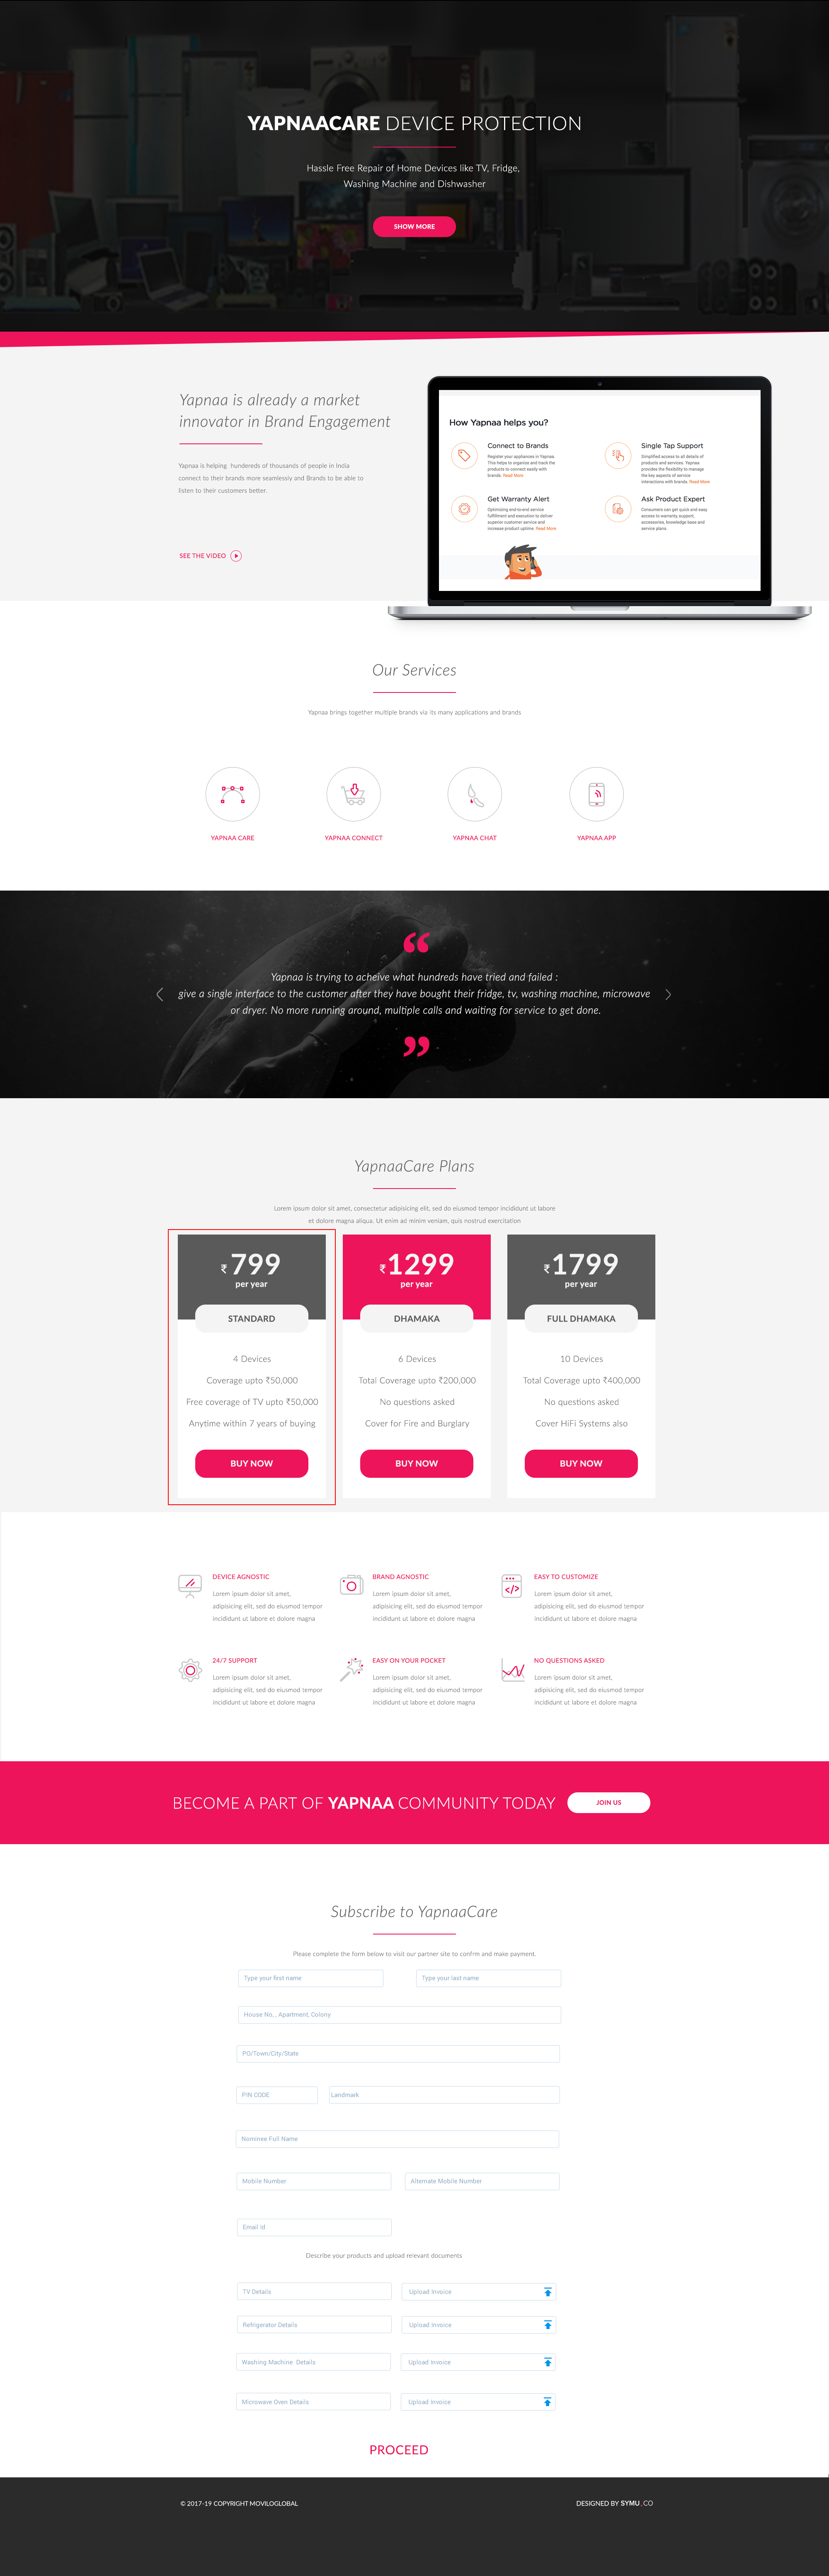 YAPNAACARE DEVICE PROTECTION
Hassle Free Repair of Home Devices like TV, Fridge,
Washing Machine and Dishwasher
SHOW MORE
Yapnaa is already a market
innovator in Brand Engagement
Yapnaa is helping hundereds of thousands of people in India
connect to their brands more seamlessly and Brands to be able to
listen to their customers better.
SEE THE VIDEO
How Yapnaa helps you?
Connect to Brands
Register your appliances in Yapnaa.
This helps to organise and track the
products to connect easily with
brands. Read More
Single Tap Support
Simplified access to all details of
products and services. Yapnaa
provides the flexibility to manage
the key aspects of service
interactions with brands. Read More
Get Warranty Alert
Optimising end-to-end service
fulfillment and execution to deliver
superior customer service and
increase product uptime. Read More
Ask Product Expert
Consumers can get quick and easy
access to warranty support,
accessories, knowledge base and
service plans.
Our Services
Yapnaa brings together multiple brands via its many applications and brands
YAPNAA CARE
YAPNAA CONNECT
YAPNAA CHAT
YAPNAA APP
“
Yapnaa is trying to acheive what hundreds have tried and failed :
give a single interface to the customer after they have bought their fridge, tv, washing machine, microwave
or dryer. No more running around, multiple calls and waiting for service to get done.
”
YapnaaCare Plans
Lorem ipsum dolor sit amet, consectetur adipisicing elit, sed do eiusmod tempor incididunt ut labore
et dolore magna aliqua. Ut enim ad minim veniam, quis nostrud exercitation
₹ 799
per year
STANDARD
4 Devices
Coverage upto ₹50,000
Free coverage of TV upto ₹50,000
Anytime within 7 years of buying
BUY NOW
₹1299
per year
DHAMAKA
6 Devices
Total Coverage upto ₹200,000
No questions asked
Cover for Fire and Burglary
BUY NOW
₹1799
per year
FULL DHAMAKA
10 Devices
Total Coverage upto ₹400,000
No questions asked
Cover HiFi Systems also
BUY NOW
DEVICE AGNOSTIC
Lorem ipsum dolor sit amet,
adipisicing elit, sed do eiusmod tempor
incididunt ut labore et dolore magna
BRAND AGNOSTIC
Lorem ipsum dolor sit amet,
adipisicing elit, sed do eiusmod tempor
incididunt ut labore et dolore magna
EASY TO CUSTOMIZE
Lorem ipsum dolor sit amet,
adipisicing elit, sed do eiusmod tempor
incididunt ut labore et dolore magna
24/7 SUPPORT
Lorem ipsum dolor sit amet,
adipisicing elit, sed do eiusmod tempor
incididunt ut labore et dolore magna
EASY ON YOUR POCKET
Lorem ipsum dolor sit amet,
adipisicing elit, sed do eiusmod tempor
incididunt ut labore et dolore magna
NO QUESTIONS ASKED
Lorem ipsum dolor sit amet,
adipisicing elit, sed do eiusmod tempor
incididunt ut labore et dolore magna
BECOME A PART OF YAPNAA COMMUNITY TODAY
JOIN US
Subscribe to YapnaaCare
Please complete the form below to visit our partner site to confrm and make payment.
Type your first name
Type your last name
House No, , Apartment, Colony
PO/Town/City/State
PIN CODE
Landmark
Nominee Full Name
Mobile Number
Alternate Mobile Number
Email Id
Describe your products and upload relevant documents
TV Details
Upload Invoice
Refrigerator Details
Upload Invoice
Washing Machine Details
Upload Invoice
Microwave Oven Details
Upload Invoice
PROCEED
© 2017-19 COPYRIGHT MOVILOGLOBAL
DESIGNED BY SYMU.CO